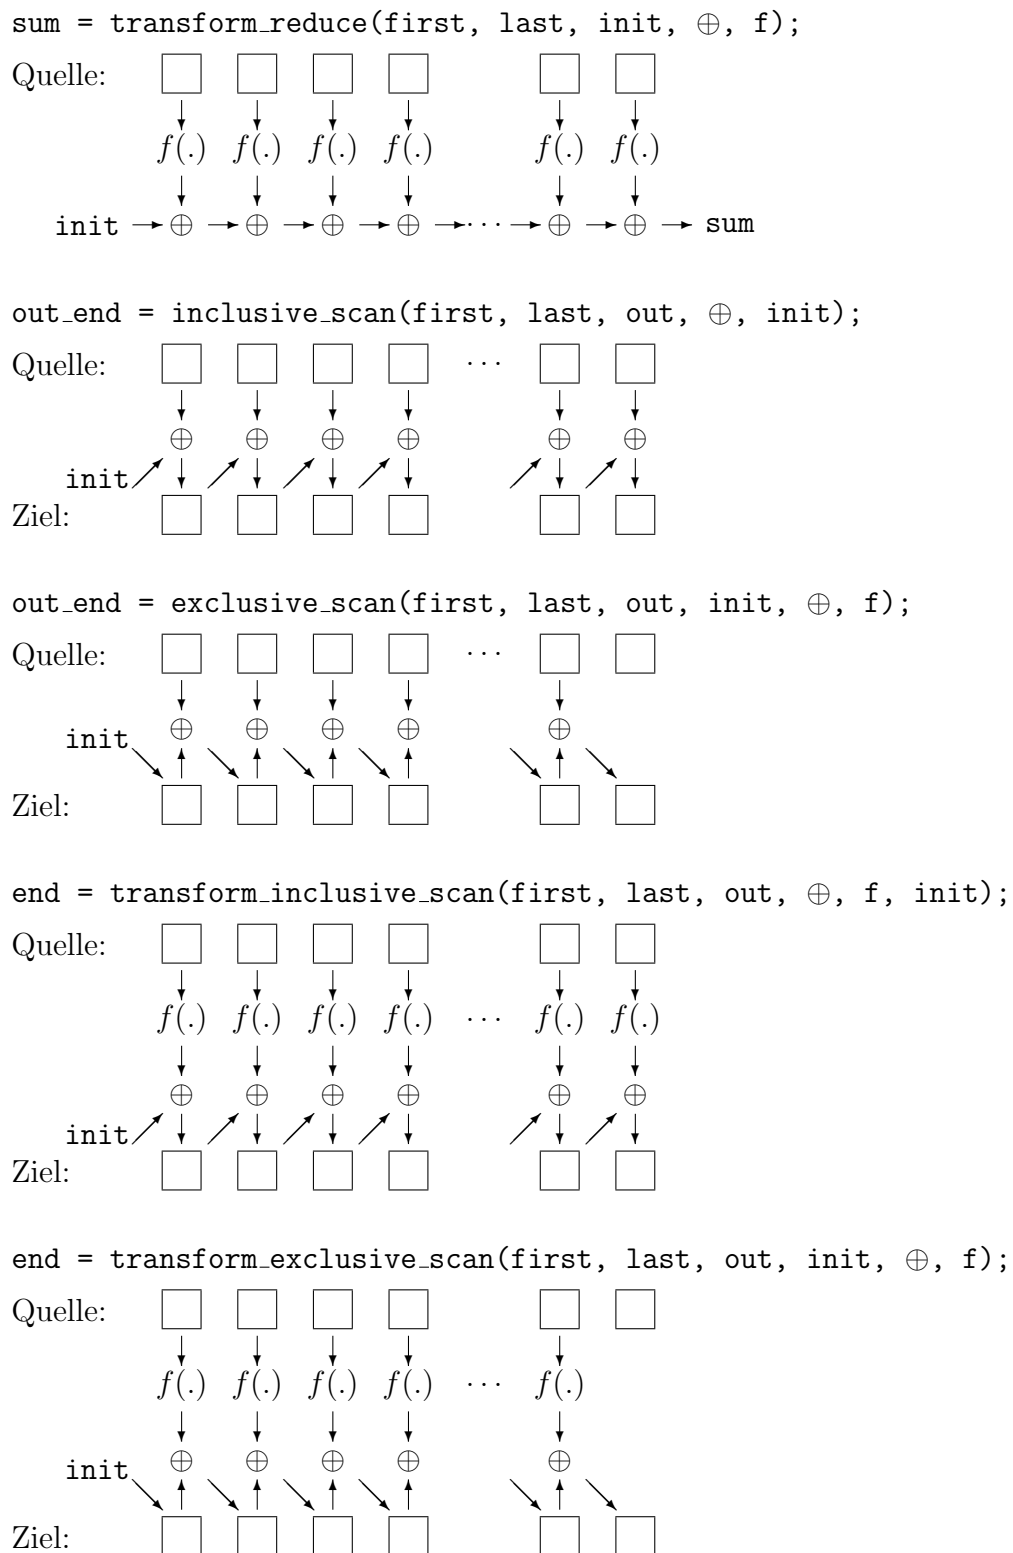 sum = transform_reduce(first, last, init, ⊕, f);
Quelle:
f(.) f(.) f(.) f(.) f(.) f(.)
init ⊕ ⊕ ⊕ ⊕ ··· ⊕ ⊕ sum
out_end = inclusive_scan(first, last, out, ⊕, init);
Quelle: ···
⊕ ⊕ ⊕ ⊕ ⊕ ⊕
init
Ziel:
out_end = exclusive_scan(first, last, out, init, ⊕, f);
Quelle: ···
⊕ ⊕ ⊕ ⊕ ⊕
init
Ziel:
end = transform_inclusive_scan(first, last, out, ⊕, f, init);
Quelle:
f(.) f(.) f(.) f(.) ··· f(.) f(.)
⊕ ⊕ ⊕ ⊕ ⊕ ⊕
init
Ziel:
end = transform_exclusive_scan(first, last, out, init, ⊕, f);
Quelle:
f(.) f(.) f(.) f(.) ··· f(.)
⊕ ⊕ ⊕ ⊕ ⊕
init
Ziel: